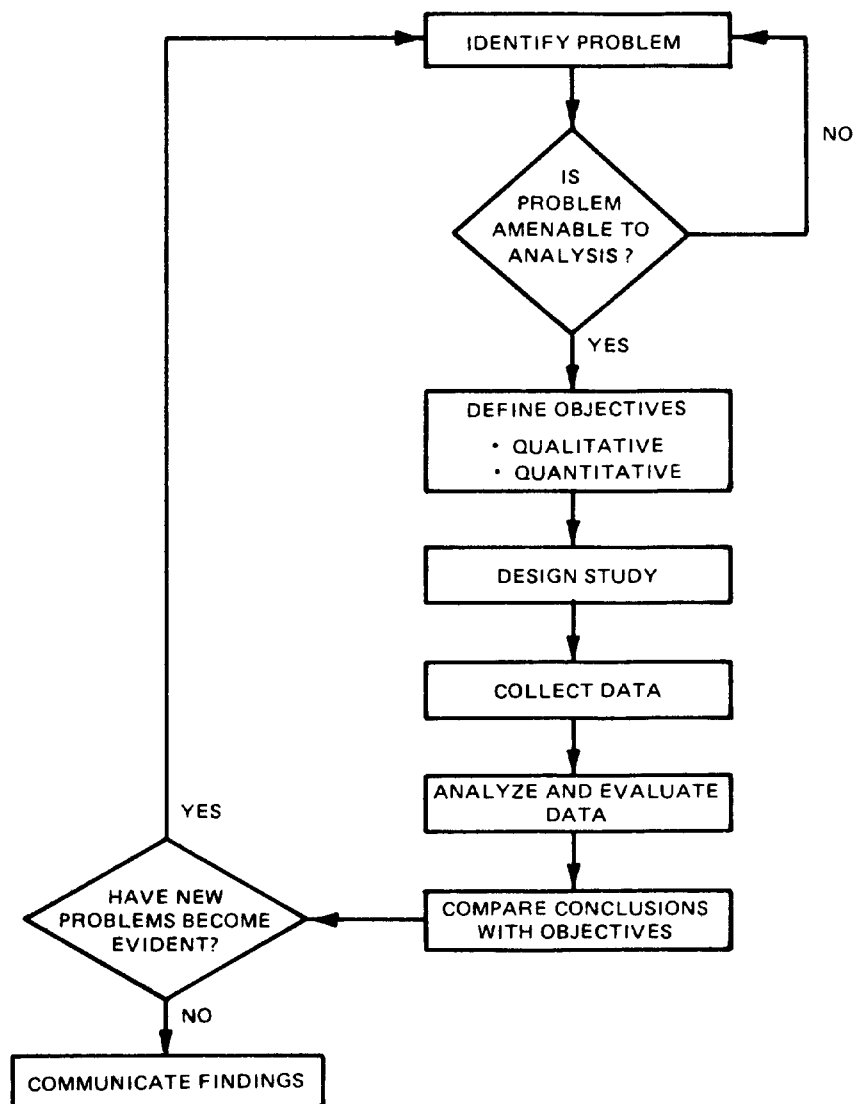 IDENTIFY PROBLEM
NO
IS
PROBLEM
AMENABLE TO
ANALYSIS?
YES
DEFINE OBJECTIVES
• QUALITATIVE
• QUANTITATIVE
DESIGN STUDY
COLLECT DATA
ANALYZE AND EVALUATE
DATA
COMPARE CONCLUSIONS
WITH OBJECTIVES
YES
HAVE NEW
PROBLEMS BECOME
EVIDENT?
NO
COMMUNICATE FINDINGS